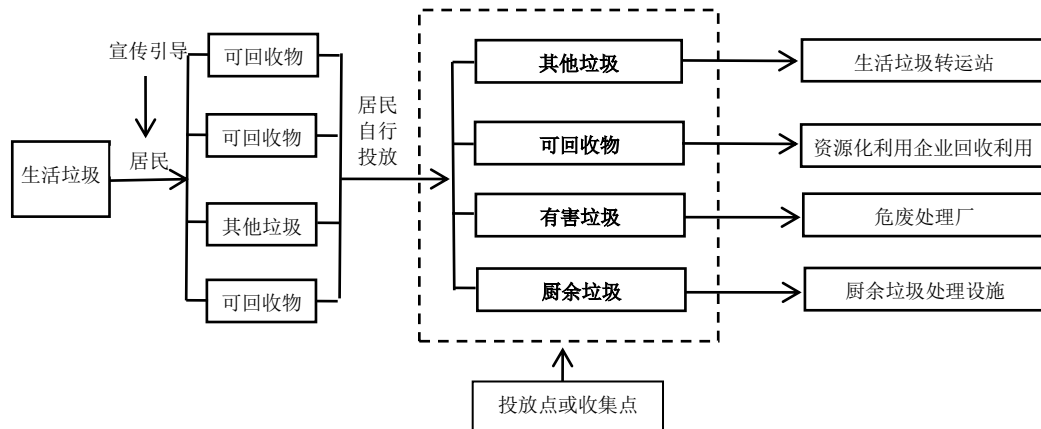 宣传引导
居民
生活垃圾
可回收物
可回收物
其他垃圾
可回收物
居民
自行
投放
其他垃圾
可回收物
有害垃圾
厨余垃圾
生活垃圾转运站
资源化利用企业回收利用
危废处理厂
厨余垃圾处理设施
投放点或收集点